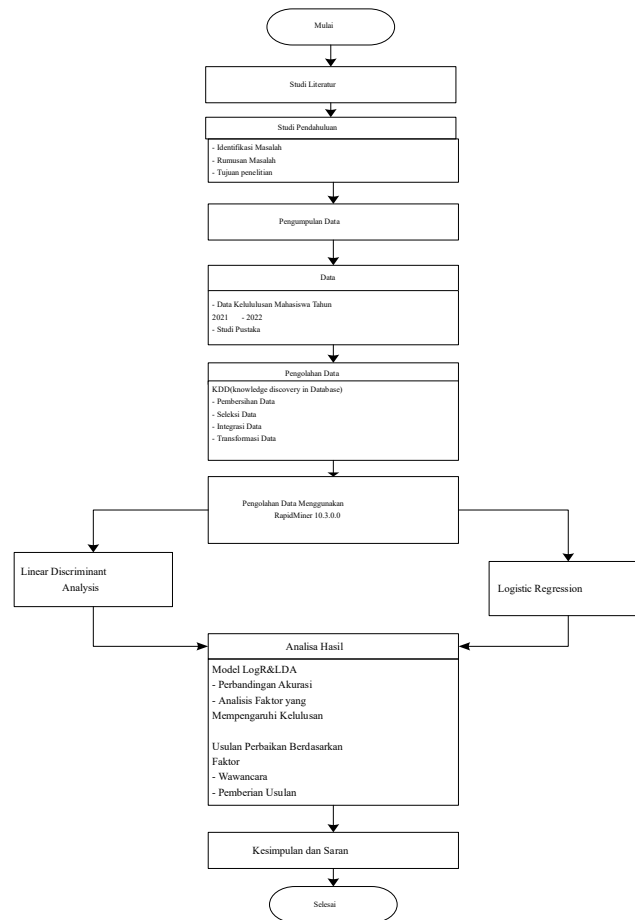 Mulai
Studi Literatur
Studi Pendahuluan
- Identifikasi Masalah
- Rumusan Masalah
- Tujuan penelitian
Pengumpulan Data
Data
- Data Kelululusan Mahasiswa Tahun
2021 - 2022
- Studi Pustaka
Pengolahan Data
KDD(knowledge discovery in Database)
- Pembersihan Data
- Seleksi Data
- Integrasi Data
- Transformasi Data
Pengolahan Data Menggunakan
RapidMiner 10.3.0.0
Linear Discriminant
Analysis
Logistic Regression
Analisa Hasil
Model LogR&LDA
- Perbandingan Akurasi
- Analisis Faktor yang
Mempengaruhi Kelulusan
Usulan Perbaikan Berdasarkan
Faktor
- Wawancara
- Pemberian Usulan
Kesimpulan dan Saran
Selesai